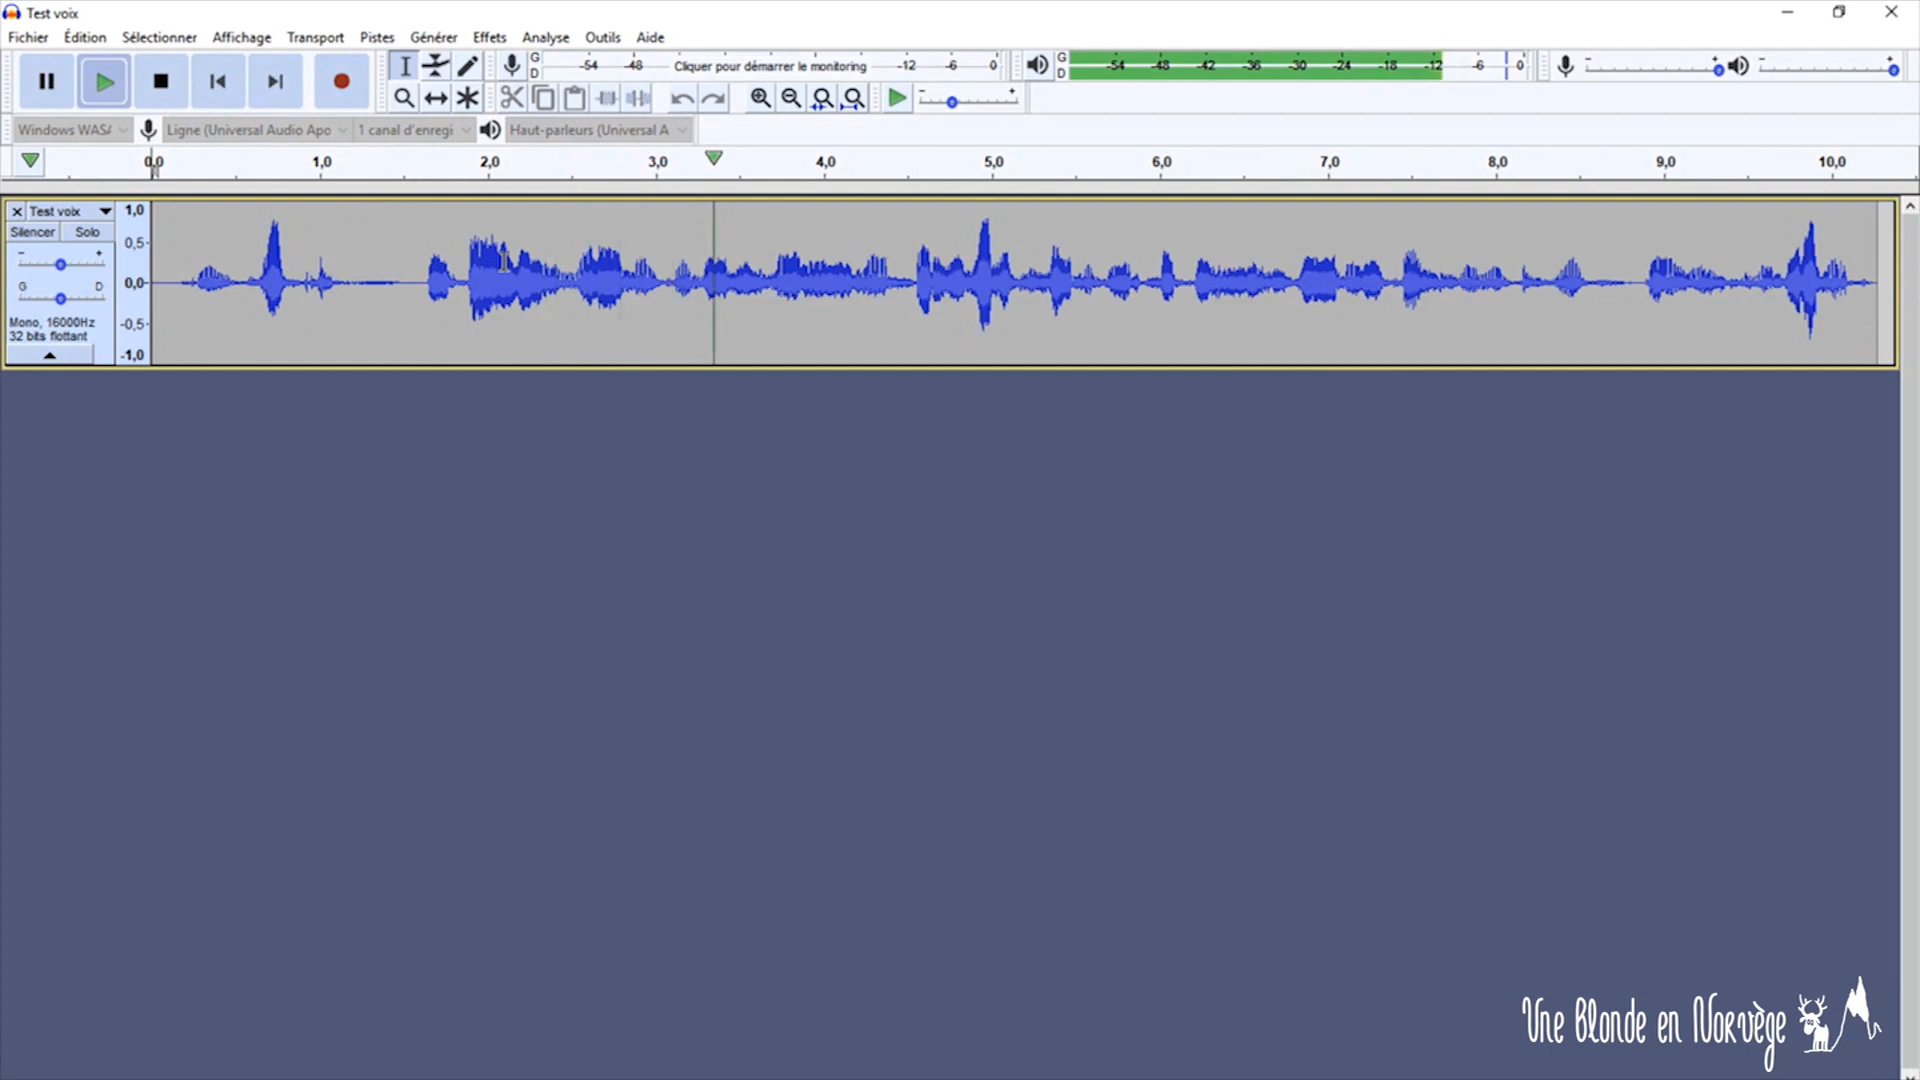 Test voix
Fichier Édition Sélectionner Affichage Transport Pistes Générer Effets Analyse Outils Aide
G
D
-54 -48 Cliquer pour démarrer le monitoring -12 -6 0
G
D
-54 -48 -42 -36 -30 -24 -18 -12 -6 0
Ligne (Universal Audio Apo 1 canal d'enregi Haut-parleurs (Universal A
0,0 1,0 2,0 3,0 4,0 5,0 6,0 7,0 8,0 9,0 10,0
Test voix
Silencer Solo
G D
Mono, 16000Hz
32 bits flottant
1,0
0,5
0,0
-0,5
-1,0
Une Blonde en Norvège